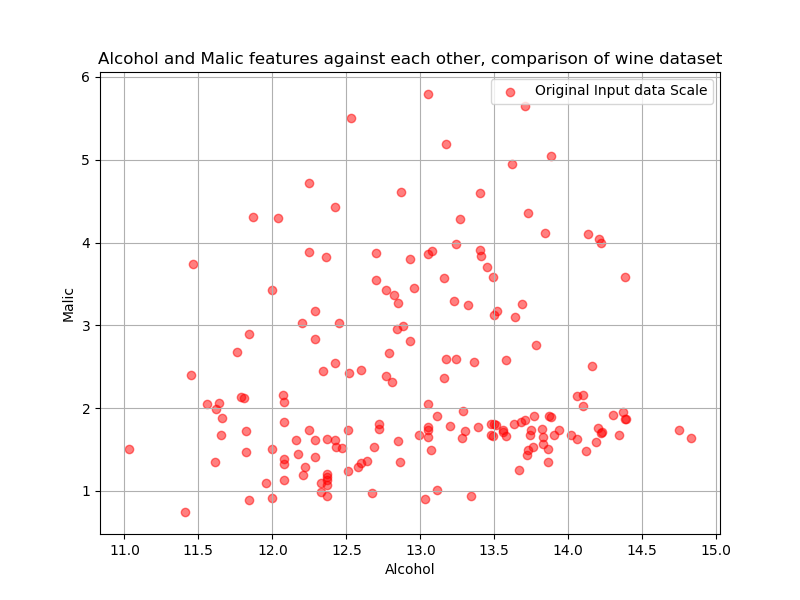 Alcohol and Malic features against each other, comparison of wine dataset
Original Input data Scale
6
5
4
3
2
1
Malic
11.0 11.5 12.0 12.5 13.0 13.5 14.0 14.5 15.0
Alcohol